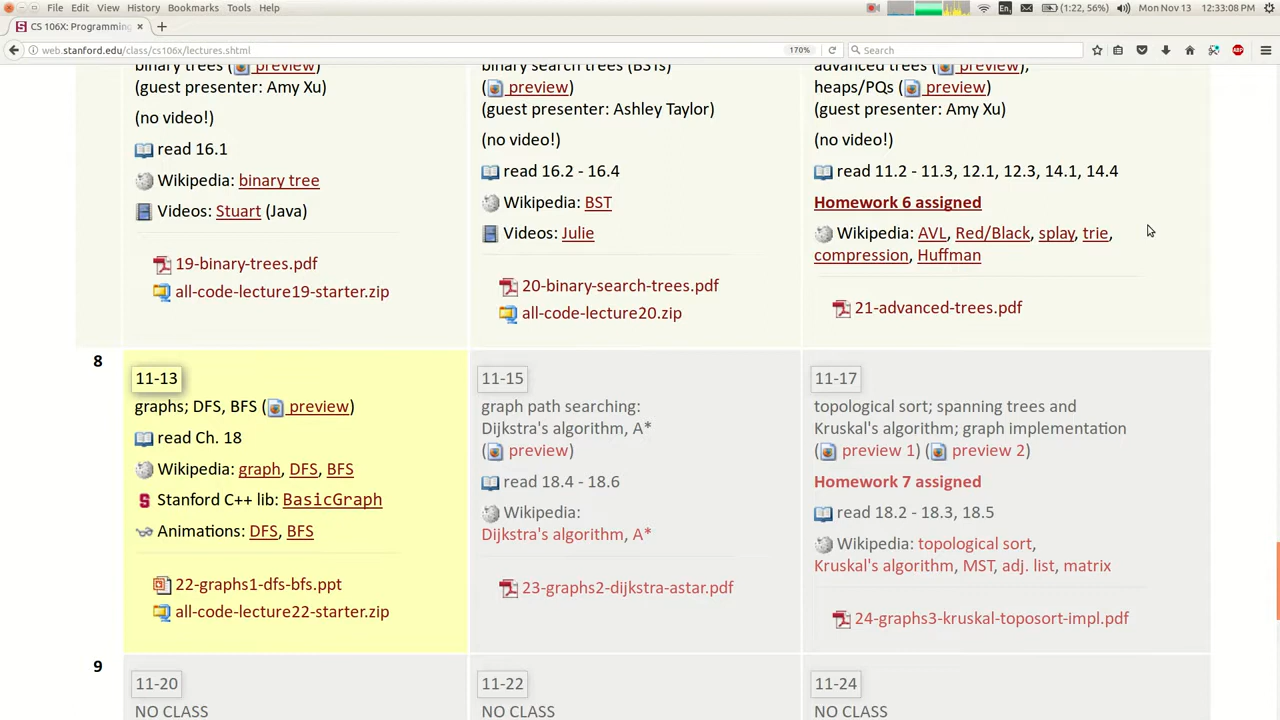 File Edit View History Bookmarks Tools Help
(1:22, 56%) Mon Nov 13 12:33:08 PM
CS 106X: Programming
web.stanford.edu/class/cs106x/lectures.shtml
170%
Search
binary trees (preview)
(guest presenter: Amy Xu)
(no video!)
read 16.1
Wikipedia: binary tree
Videos: Stuart (Java)
19-binary-trees.pdf
all-code-lecture19-starter.zip
binary search trees (BSTs)
(preview)
(guest presenter: Ashley Taylor)
(no video!)
read 16.2 - 16.4
Wikipedia: BST
Videos: Julie
20-binary-search-trees.pdf
all-code-lecture20.zip
advanced trees (preview),
heaps/PQs (preview)
(guest presenter: Amy Xu)
(no video!)
read 11.2 - 11.3, 12.1, 12.3, 14.1, 14.4
Homework 6 assigned
Wikipedia: AVL, Red/Black, splay, trie,
compression, Huffman
21-advanced-trees.pdf
8
11-13
graphs; DFS, BFS (preview)
read Ch. 18
Wikipedia: graph, DFS, BFS
Stanford C++ lib: BasicGraph
Animations: DFS, BFS
22-graphs1-dfs-bfs.ppt
all-code-lecture22-starter.zip
11-15
graph path searching:
Dijkstra's algorithm, A*
(preview)
read 18.4 - 18.6
Wikipedia:
Dijkstra's algorithm, A*
23-graphs2-dijkstra-astar.pdf
11-17
topological sort; spanning trees and
Kruskal's algorithm; graph implementation
(preview 1) (preview 2)
Homework 7 assigned
read 18.2 - 18.3, 18.5
Wikipedia: topological sort,
Kruskal's algorithm, MST, adj. list, matrix
24-graphs3-kruskal-toposort-impl.pdf
9
11-20
NO CLASS
11-22
NO CLASS
11-24
NO CLASS